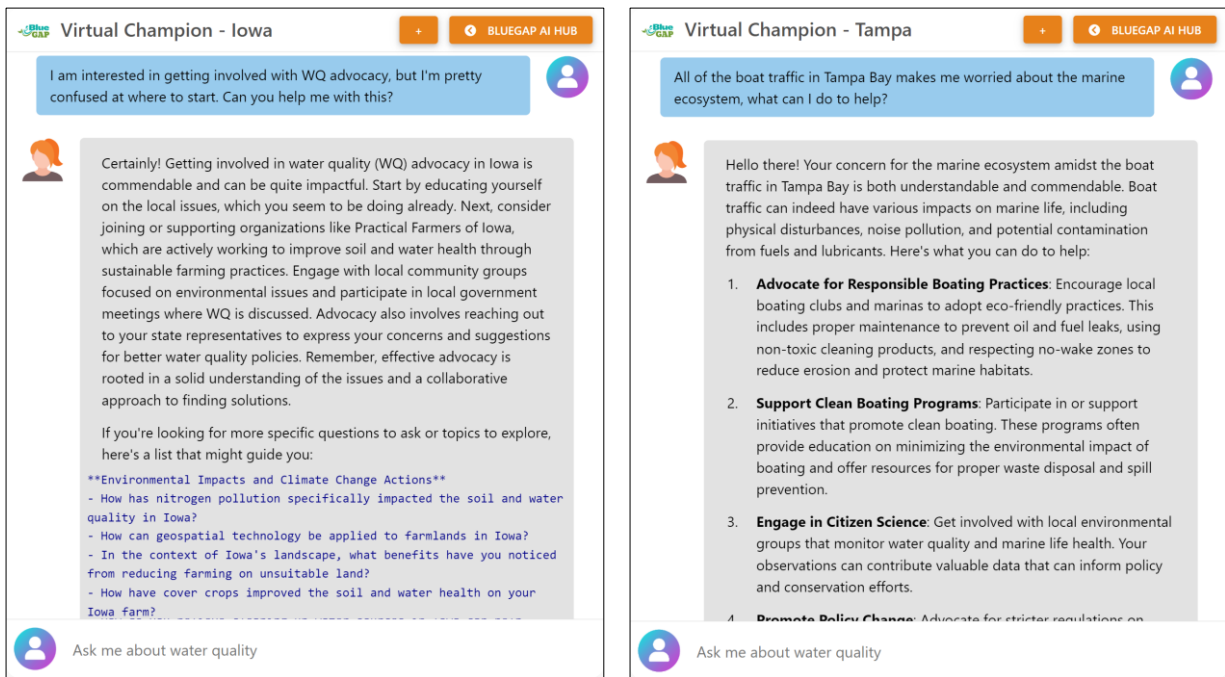 Blue
GAP
Virtual Champion - Iowa
+
BLUEGAP AI HUB
I am interested in getting involved with WQ advocacy, but I'm pretty
confused at where to start. Can you help me with this?
Certainly! Getting involved in water quality (WQ) advocacy in Iowa is
commendable and can be quite impactful. Start by educating yourself
on the local issues, which you seem to be doing already. Next, consider
joining or supporting organizations like Practical Farmers of Iowa,
which are actively working to improve soil and water health through
sustainable farming practices. Engage with local community groups
focused on environmental issues and participate in local government
meetings where WQ is discussed. Advocacy also involves reaching out
to your state representatives to express your concerns and suggestions
for better water quality policies. Remember, effective advocacy is
rooted in a solid understanding of the issues and a collaborative
approach to finding solutions.
If you're looking for more specific questions to ask or topics to explore,
here's a list that might guide you:
**Environmental Impacts and Climate Change Actions**
- How has nitrogen pollution specifically impacted the soil and water
quality in Iowa?
- How can geospatial technology be applied to farmlands in Iowa?
- In the context of Iowa's landscape, what benefits have you noticed
from reducing farming on unsuitable land?
- How have cover crops improved the soil and water health on your
Iowa farm?
Ask me about water quality
Blue
GAP
Virtual Champion - Tampa
+
BLUEGAP AI HUB
All of the boat traffic in Tampa Bay makes me worried about the marine
ecosystem, what can I do to help?
Hello there! Your concern for the marine ecosystem amidst the boat
traffic in Tampa Bay is both understandable and commendable. Boat
traffic can indeed have various impacts on marine life, including
physical disturbances, noise pollution, and potential contamination
from fuels and lubricants. Here's what you can do to help:
1. Advocate for Responsible Boating Practices: Encourage local
boating clubs and marinas to adopt eco-friendly practices. This
includes proper maintenance to prevent oil and fuel leaks, using
non-toxic cleaning products, and respecting no-wake zones to
reduce erosion and protect marine habitats.
2. Support Clean Boating Programs: Participate in or support
initiatives that promote clean boating. These programs often
provide education on minimizing the environmental impact of
boating and offer resources for proper waste disposal and spill
prevention.
3. Engage in Citizen Science: Get involved with local environmental
groups that monitor water quality and marine life health. Your
observations can contribute valuable data that can inform policy
and conservation efforts.
4. Promote Policy Change: Advocate for stricter regulations on
Ask me about water quality